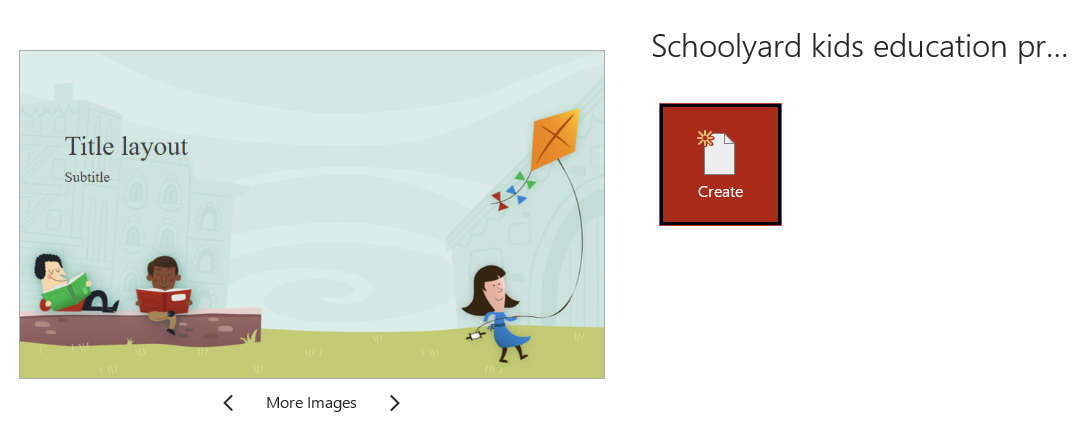 Schoolyard kids education pr...
Title layout
Subtitle
Create
More Images